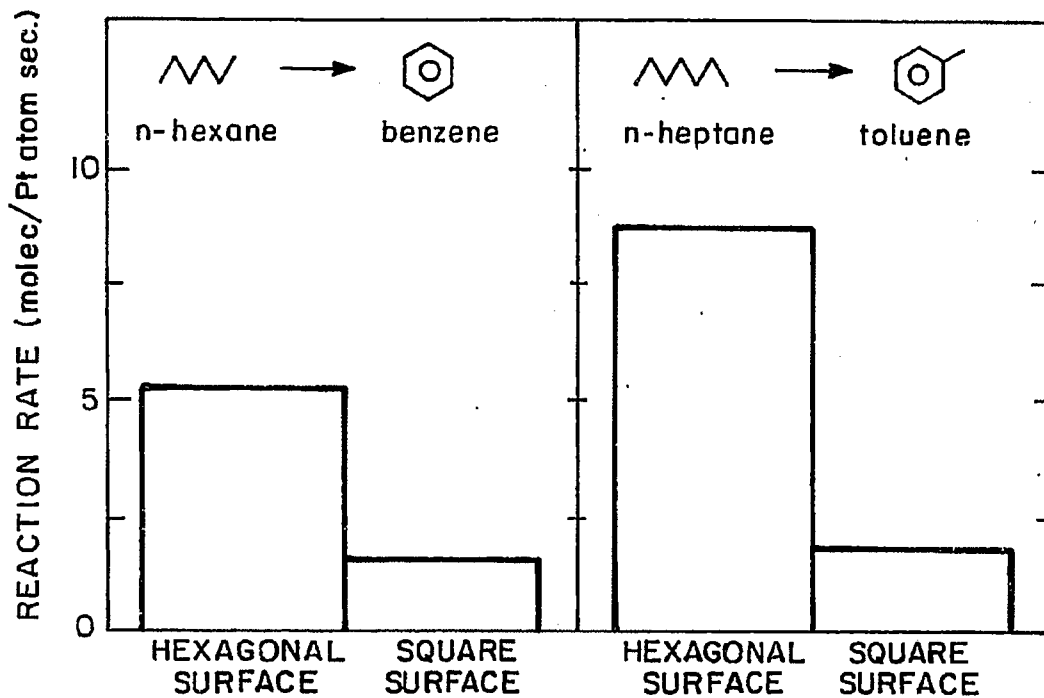 REACTION RATE (molec/Pt atom sec.)
10
5
0
n-hexane
benzene
n-heptane
toluene
HEXAGONAL
SURFACE
SQUARE
SURFACE
HEXAGONAL
SURFACE
SQUARE
SURFACE